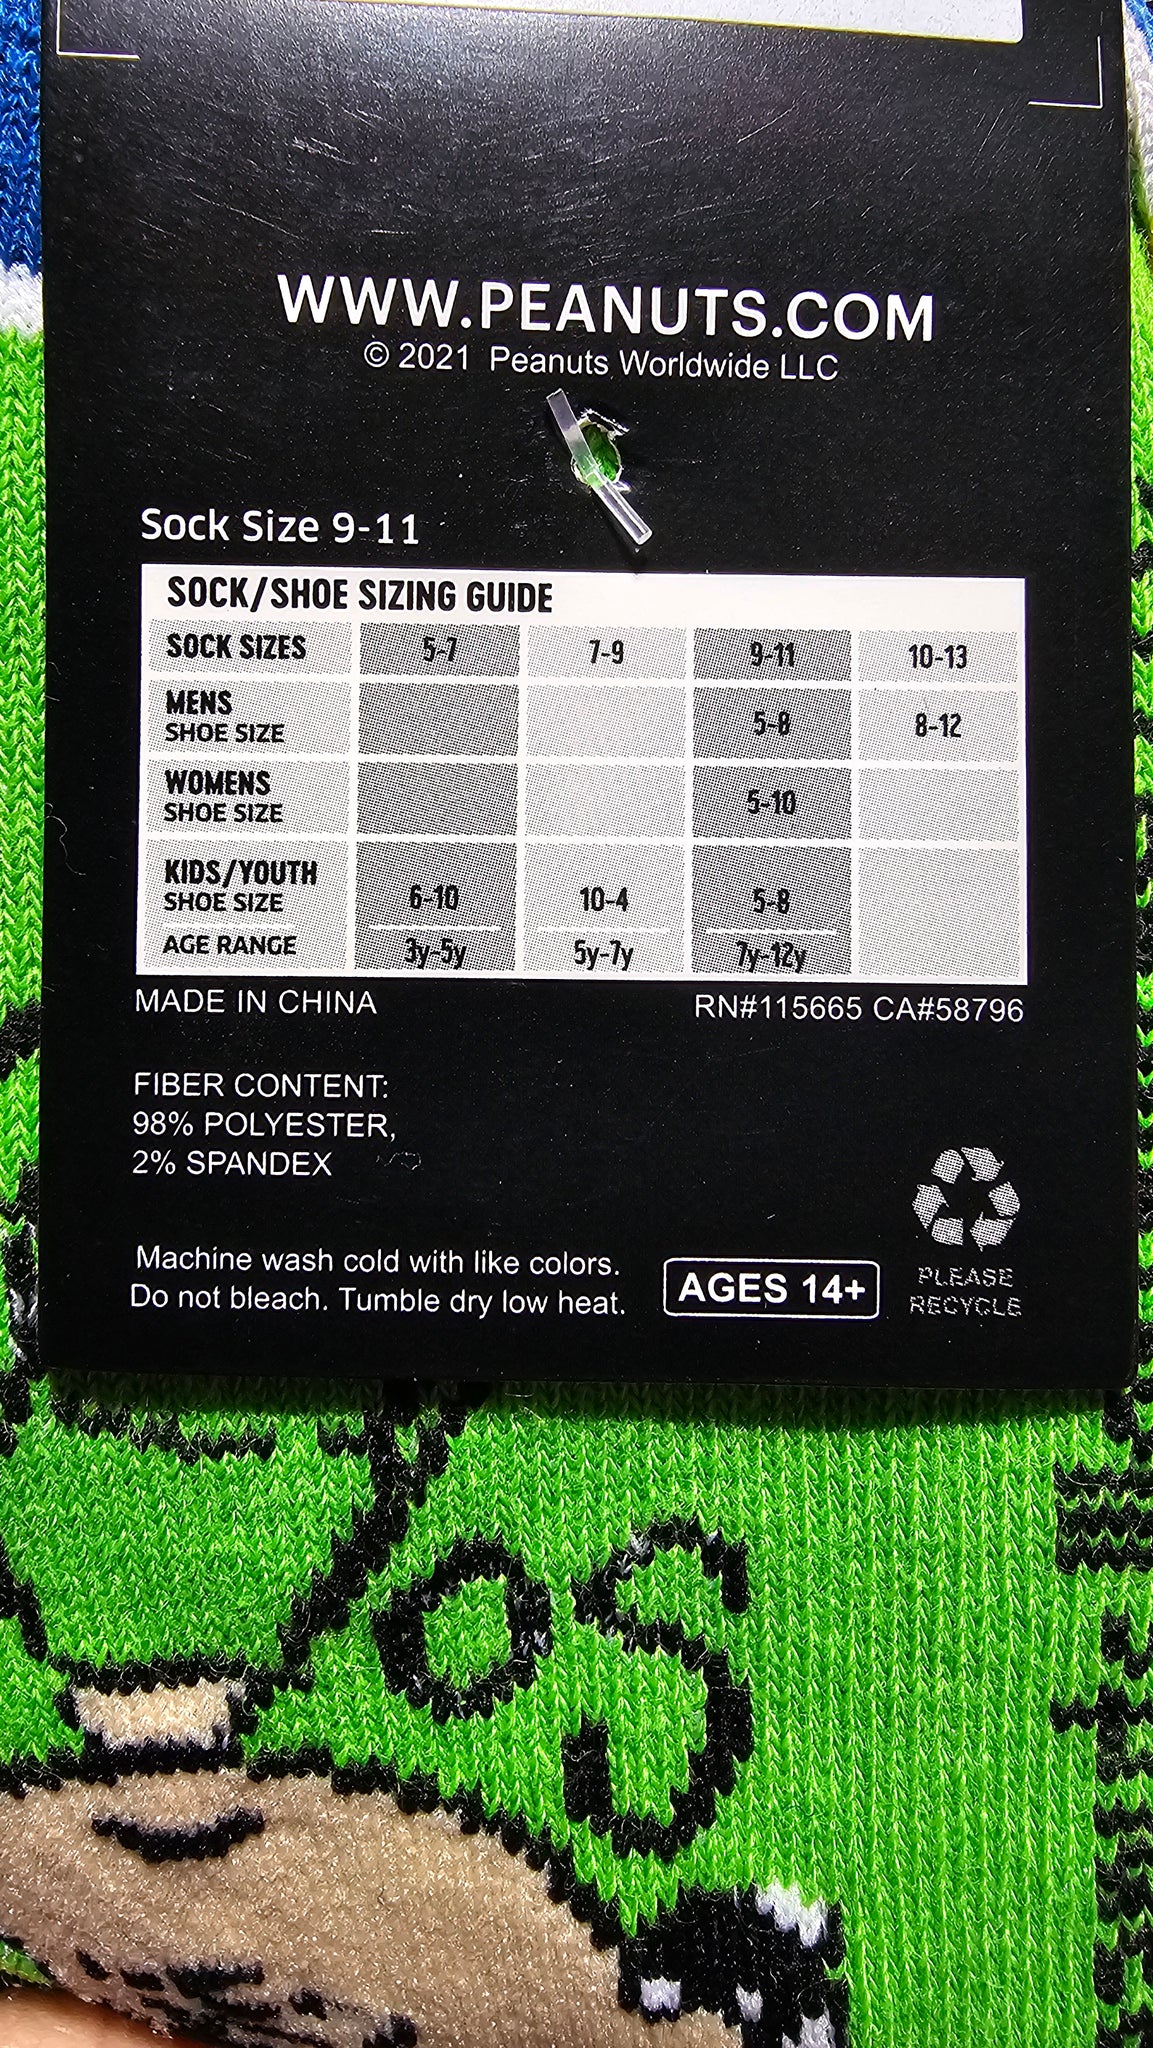 WWW.PEANUTS.COM
© 2021 Peanuts Worldwide LLC
Sock Size 9-11
SOCK/SHOE SIZING GUIDE
SOCK SIZES 5-7 7-9 9-11 10-13
MENS
SHOE SIZE 5-8 8-12
WOMENS
SHOE SIZE 5-10
KIDS/YOUTH
SHOE SIZE 6-10 10-4 5-8
AGE RANGE 3y-5y 5y-7y 7y-12y
MADE IN CHINA RN#115665 CA#58796
FIBER CONTENT:
98% POLYESTER,
2% SPANDEX
Machine wash cold with like colors.
Do not bleach. Tumble dry low heat.
AGES 14+
PLEASE
RECYCLE